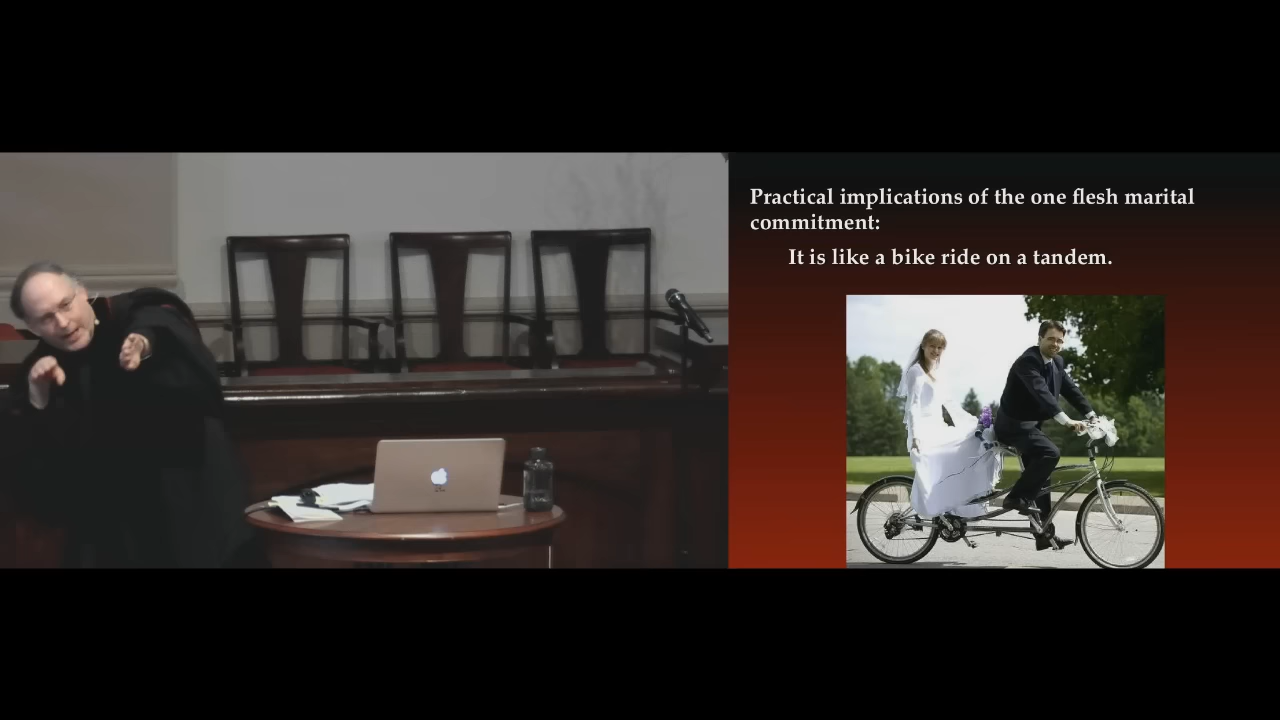 Practical implications of the one flesh marital
commitment:
It is like a bike ride on a tandem.